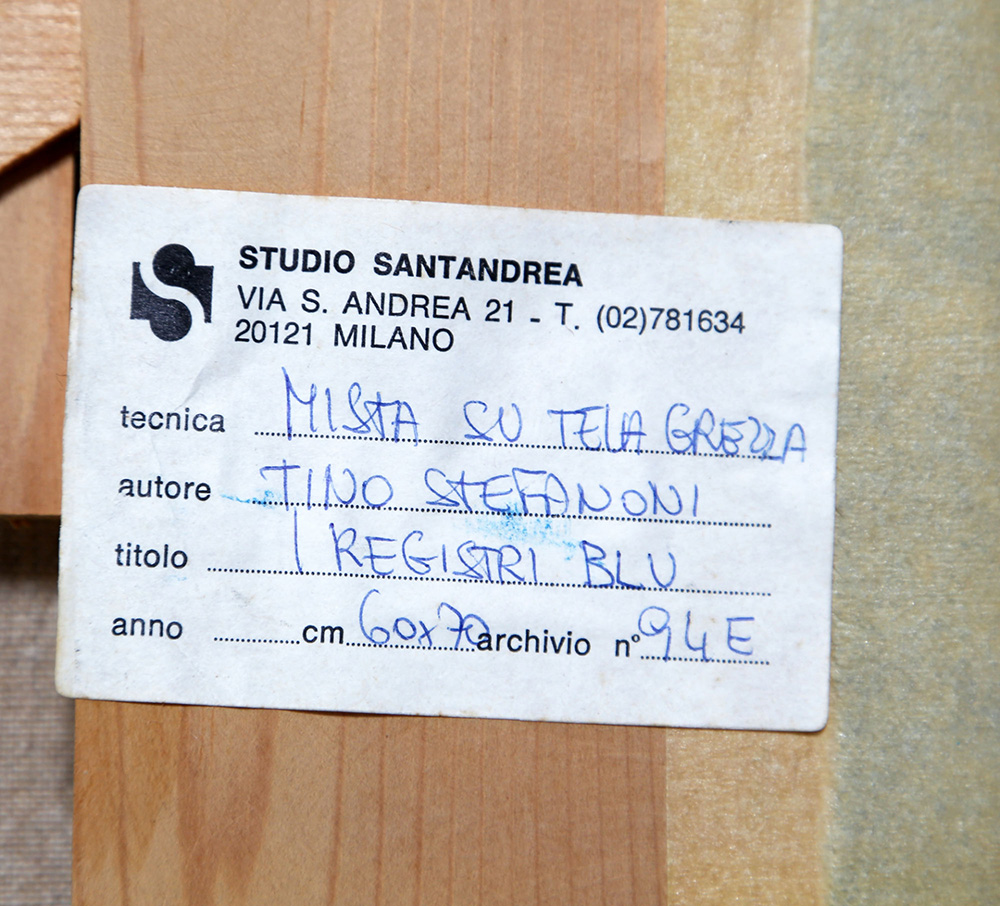 STUDIO SANTANDREA
VIA S. ANDREA 21 - T. (02)781634
20121 MILANO
tecnica MISTA SU TELA GREZZA
autore TINO STEFANONI
titolo I REGISTRI BLU
anno ............cm 60x70 archivio n° 94E